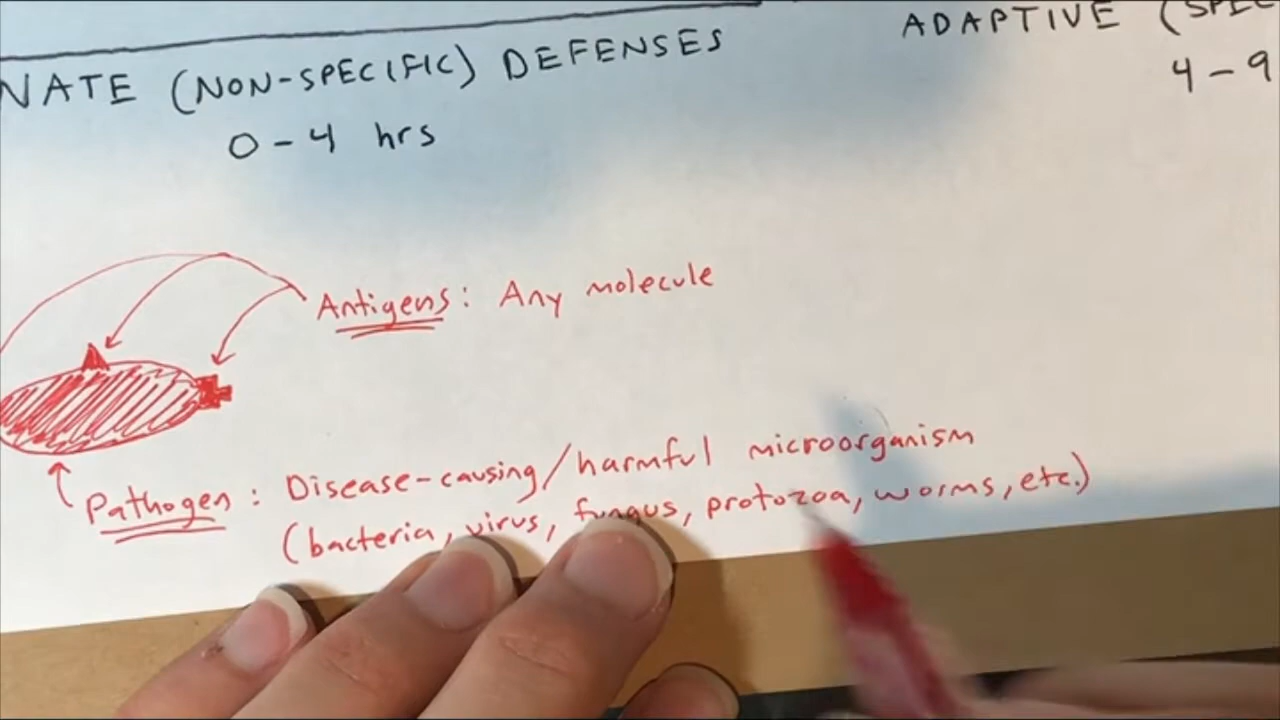 NATE (NON-SPECIFIC) DEFENSES
0-4 hrs
ADAPTIVE (SPEC
4-9
Antigens: Any molecule
Pathogen: Disease-causing/harmful microorganism
(bacteria, virus, fungus, protozoa, worms, etc.)